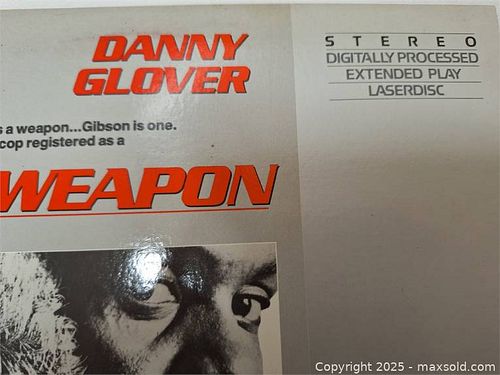 DANNY
GLOVER
s a weapon...Gibson is one.
cop registered as a
WEAPON
STEREO
DIGITALLY PROCESSED
EXTENDED PLAY
LASERDISC
Copyright 2025 - maxsold.com